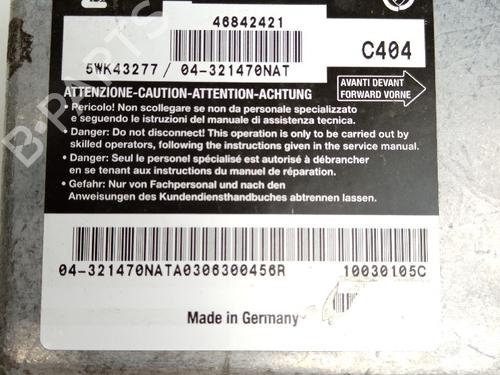 46842421
5WK43277 / 04-321470NAT
C404
AVANTI DEVANT
FORWARD VORNE
ATTENZIONE-CAUTION-ATTENTION-ACHTUNG
• Pericolo! Non scollegare se non da personale specializzato
e seguendo le istruzioni del manuale di assistenza tecnica.
• Danger: Do not disconnect! This operation is only to be carried out by
skilled operators, following the instructions given in the service manual.
• Danger: Seul le personel spécialisé est autorisé à débrancher
en se tenant aux instructions du manuel de réparation.
• Gefahr: Nur von Fachpersonal und nach den
Anweisungen des Kundendiensthandbuches abtrennen lassen.
04-321470NATA0306300456R
10030105C
Made in Germany
B-PARTS